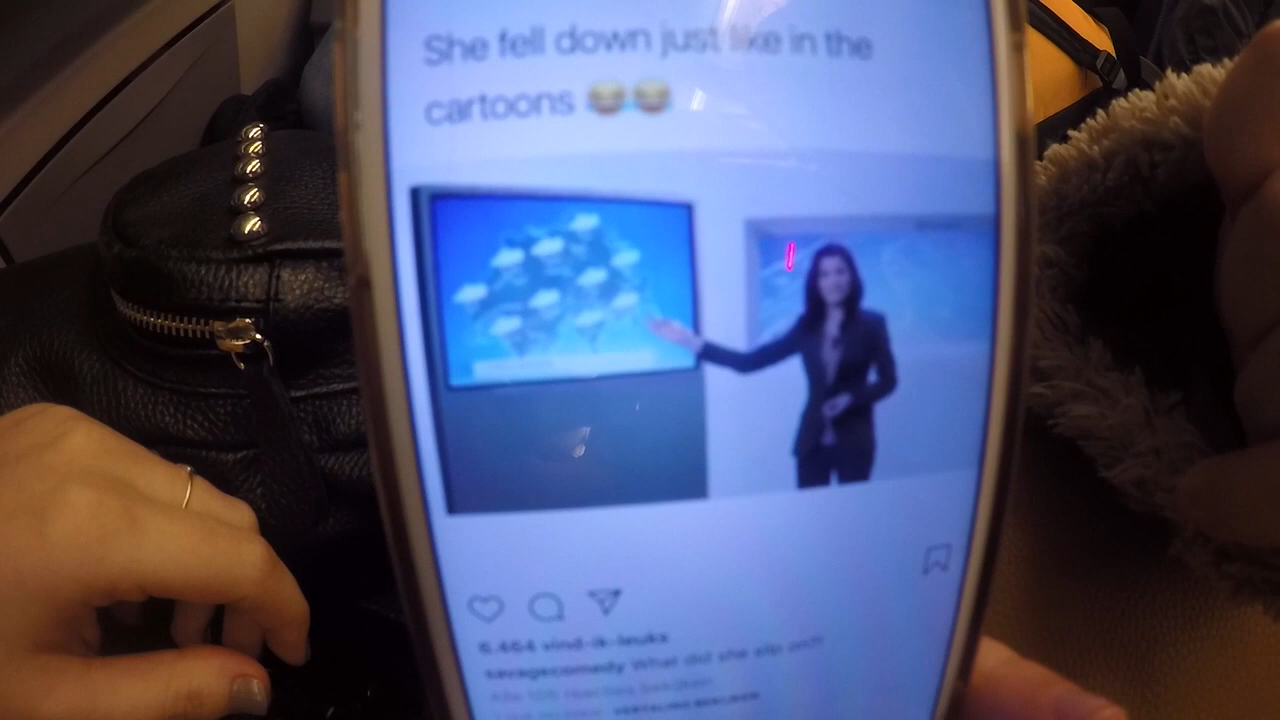 She fell down just like in the
cartoons 😂😂
6.464 vind-ik-leuks
savagecomedy What did she slip on?!